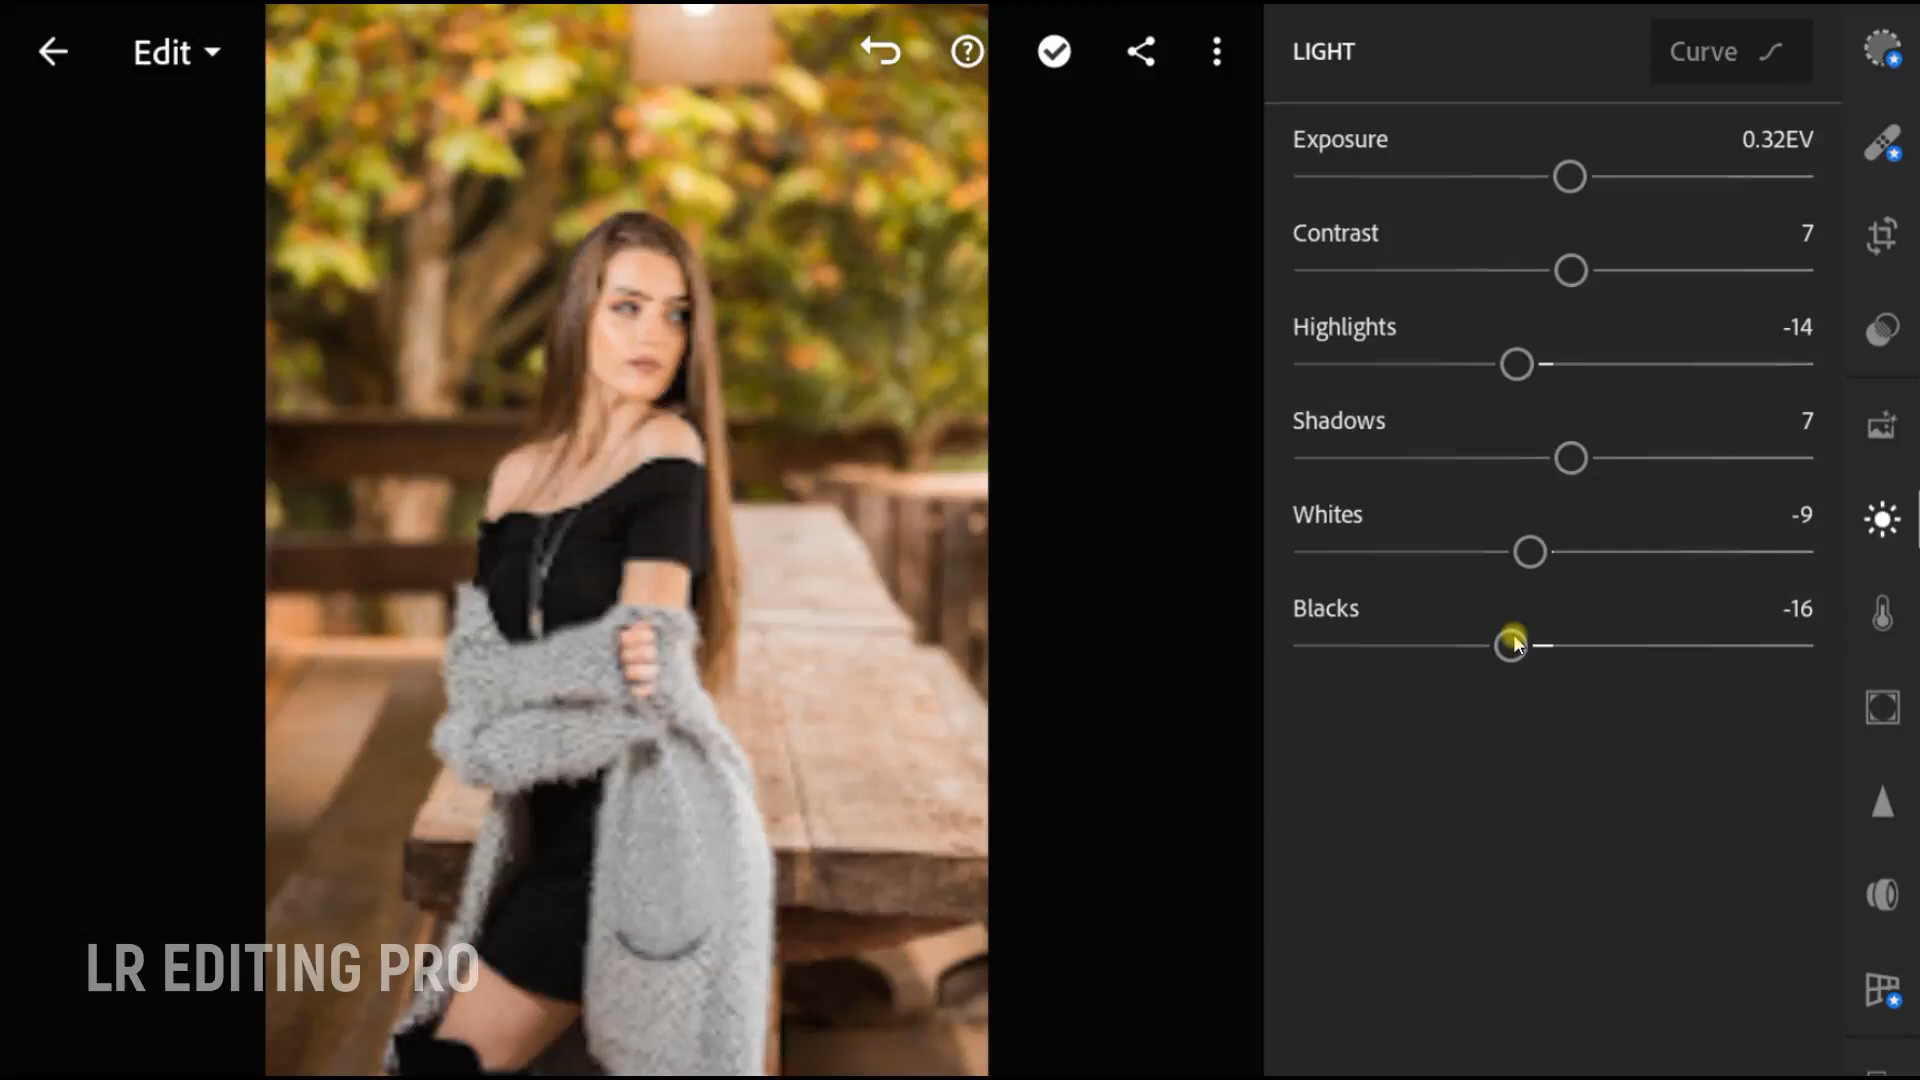 Edit
LIGHT
Curve
Exposure 0.32EV
Contrast 7
Highlights -14
Shadows 7
Whites -9
Blacks -16
LR EDITING PRO